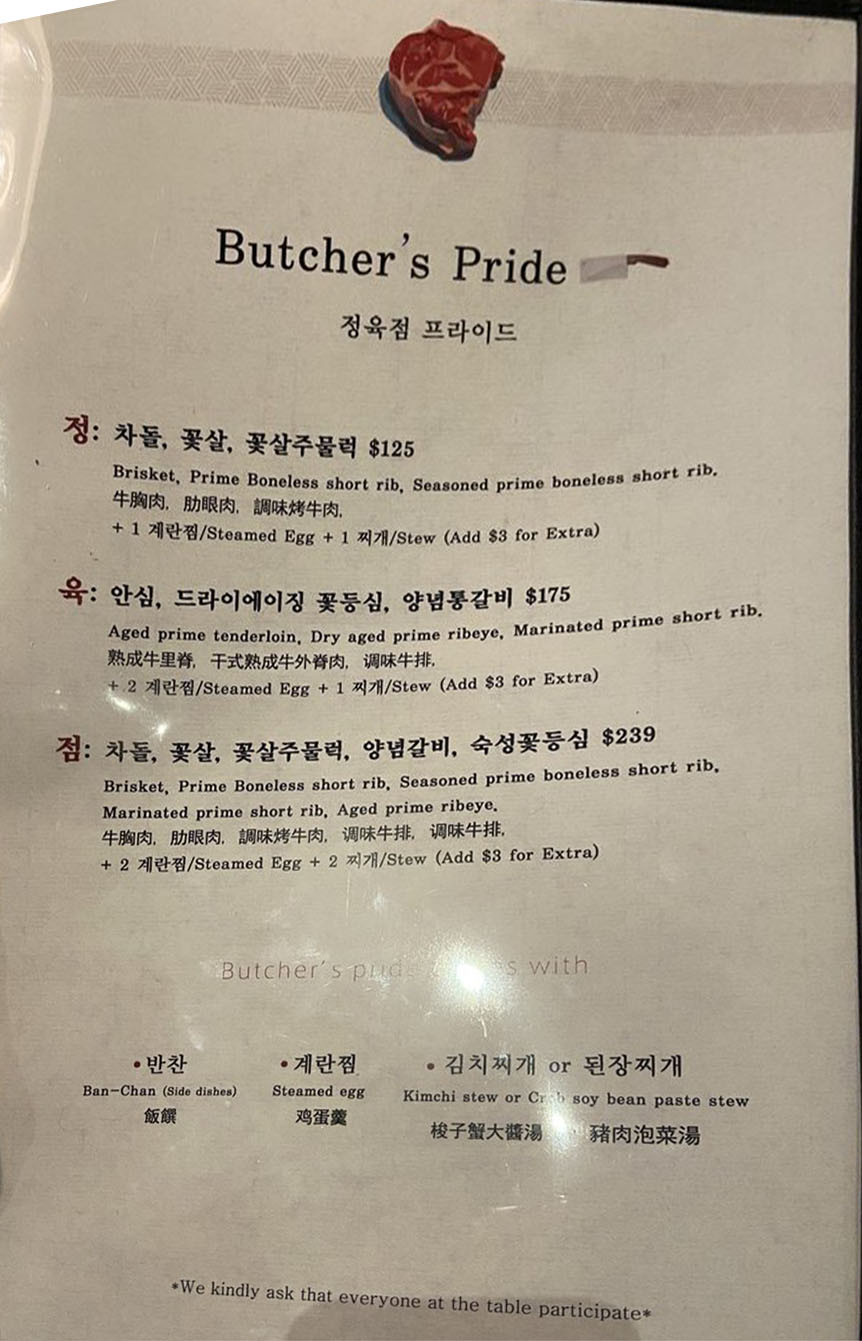 Butcher's Pride
정육점 프라이드
정: 차돌, 꽃살, 꽃살주물럭 $125
Brisket, Prime Boneless short rib, Seasoned prime boneless short rib.
牛胸肉, 肋眼肉, 調味烤牛肉,
+ 1 계란찜/Steamed Egg + 1 찌개/Stew (Add $3 for Extra)
육: 안심, 드라이에이징 꽃등심, 양념통갈비 $175
Aged prime tenderloin, Dry aged prime ribeye, Marinated prime short rib.
熟成牛里脊, 干式熟成牛外脊肉, 调味牛排,
+ 2 계란찜/Steamed Egg + 1 찌개/Stew (Add $3 for Extra)
점: 차돌, 꽃살, 꽃살주물럭, 양념갈비, 숙성꽃등심 $239
Brisket, Prime Boneless short rib, Seasoned prime boneless short rib,
Marinated prime short rib, Aged prime ribeye.
牛胸肉, 肋眼肉, 調味烤牛肉, 调味牛排, 调味牛排,
+ 2 계란찜/Steamed Egg + 2 찌개/Stew (Add $3 for Extra)
Butcher's with
• 반찬 • 계란찜 • 김치찌개 or 된장찌개
Ban-Chan (Side dishes) Steamed egg Kimchi stew or soy bean paste stew
飯饌 鸡蛋羹 梭子蟹大醬湯 豬肉泡菜湯
*We kindly ask that everyone at the table participate*